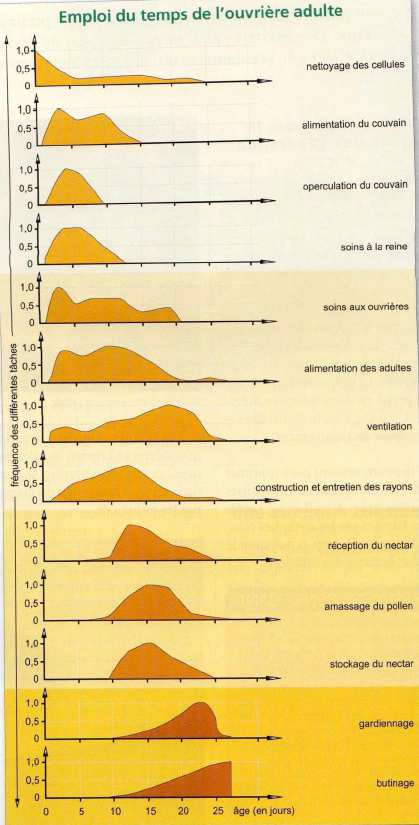 Emploi du temps de l'ouvrière adulte
fréquence des différentes tâches
1,0
0,5
0
nettoyage des cellules
1,0
0,5
0
alimentation du couvain
1,0
0,5
0
operculation du couvain
1,0
0,5
0
soins à la reine
1,0
0,5
0
soins aux ouvrières
1,0
0,5
0
alimentation des adultes
1,0
0,5
0
ventilation
1,0
0,5
0
construction et entretien des rayons
1,0
0,5
0
réception du nectar
1,0
0,5
0
amassage du pollen
1,0
0,5
0
stockage du nectar
1,0
0,5
0
gardiennage
1,0
0,5
0
butinage
0 5 10 15 20 25 âge (en jours)